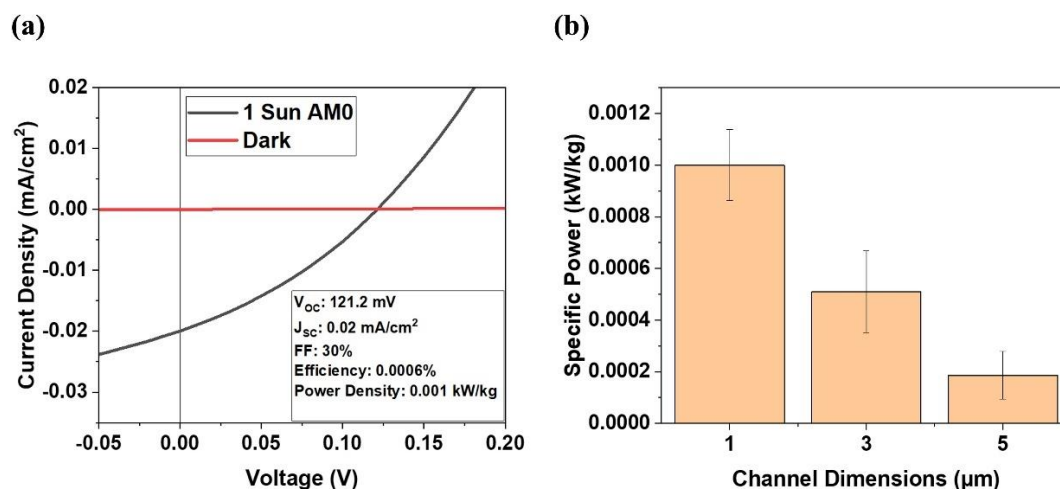 (a)
(b)
0.02
0.01
0.00
-0.01
-0.02
-0.03
Current Density (mA/cm²)
1 Sun AM0
Dark
V_OC: 121.2 mV
J_SC: 0.02 mA/cm²
FF: 30%
Efficiency: 0.0006%
Power Density: 0.001 kW/kg
-0.05 0.00 0.05 0.10 0.15 0.20
Voltage (V)
0.0012
0.0010
0.0008
0.0006
0.0004
0.0002
0.0000
Specific Power (kW/kg)
1 3 5
Channel Dimensions (μm)